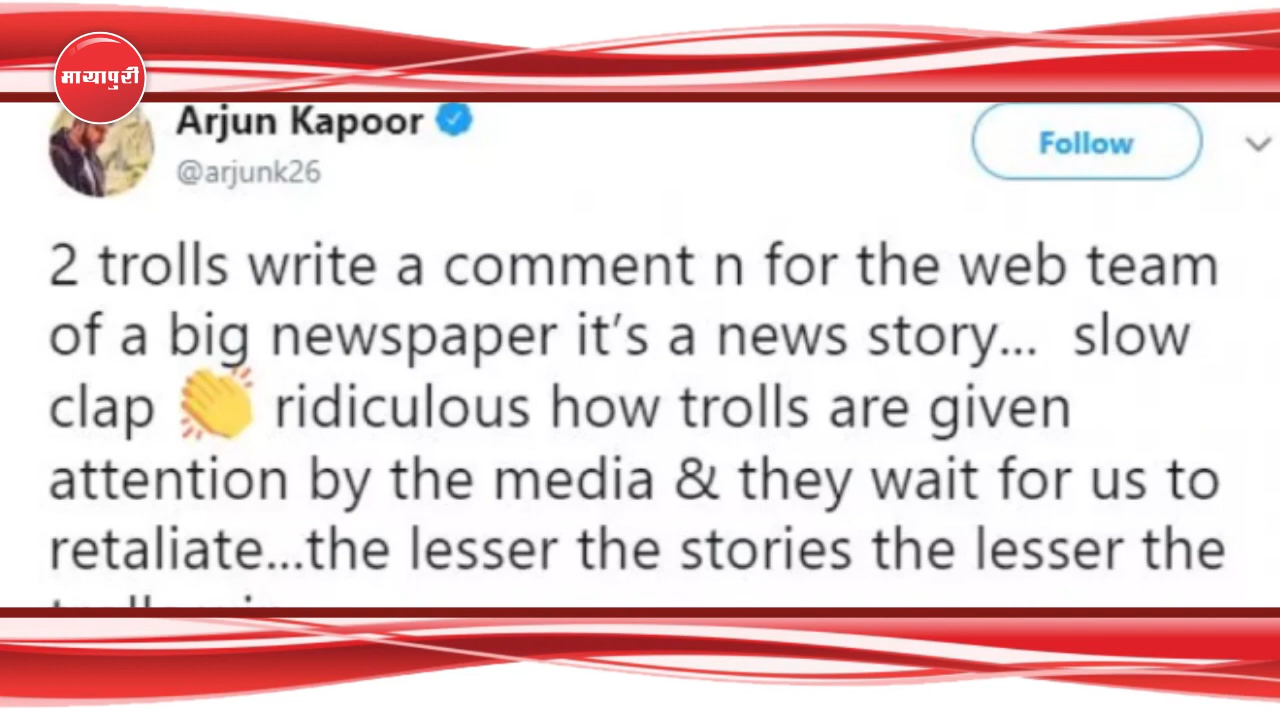 मायापुरी
Arjun Kapoor
@arjunk26
Follow
2 trolls write a comment n for the web team
of a big newspaper it’s a news story... slow
clap 👏 ridiculous how trolls are given
attention by the media & they wait for us to
retaliate...the lesser the stories the lesser the